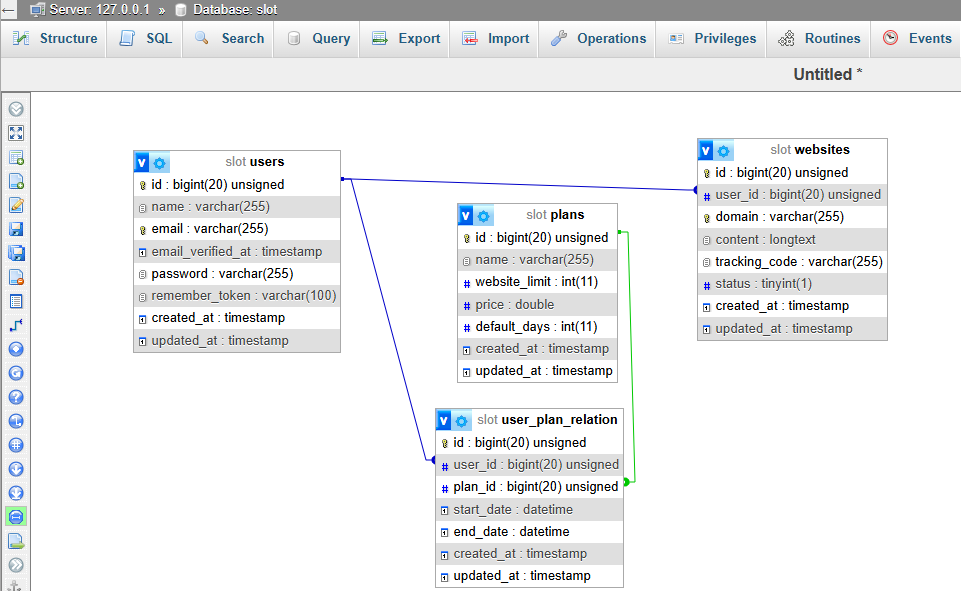 Server: 127.0.0.1 » Database: slot
Structure SQL Search Query Export Import Operations Privileges Routines Events
Untitled *
slot users
id : bigint(20) unsigned
name : varchar(255)
email : varchar(255)
email_verified_at : timestamp
password : varchar(255)
remember_token : varchar(100)
created_at : timestamp
updated_at : timestamp
slot plans
id : bigint(20) unsigned
name : varchar(255)
website_limit : int(11)
price : double
default_days : int(11)
created_at : timestamp
updated_at : timestamp
slot websites
id : bigint(20) unsigned
user_id : bigint(20) unsigned
domain : varchar(255)
content : longtext
tracking_code : varchar(255)
status : tinyint(1)
created_at : timestamp
updated_at : timestamp
slot user_plan_relation
id : bigint(20) unsigned
user_id : bigint(20) unsigned
plan_id : bigint(20) unsigned
start_date : datetime
end_date : datetime
created_at : timestamp
updated_at : timestamp